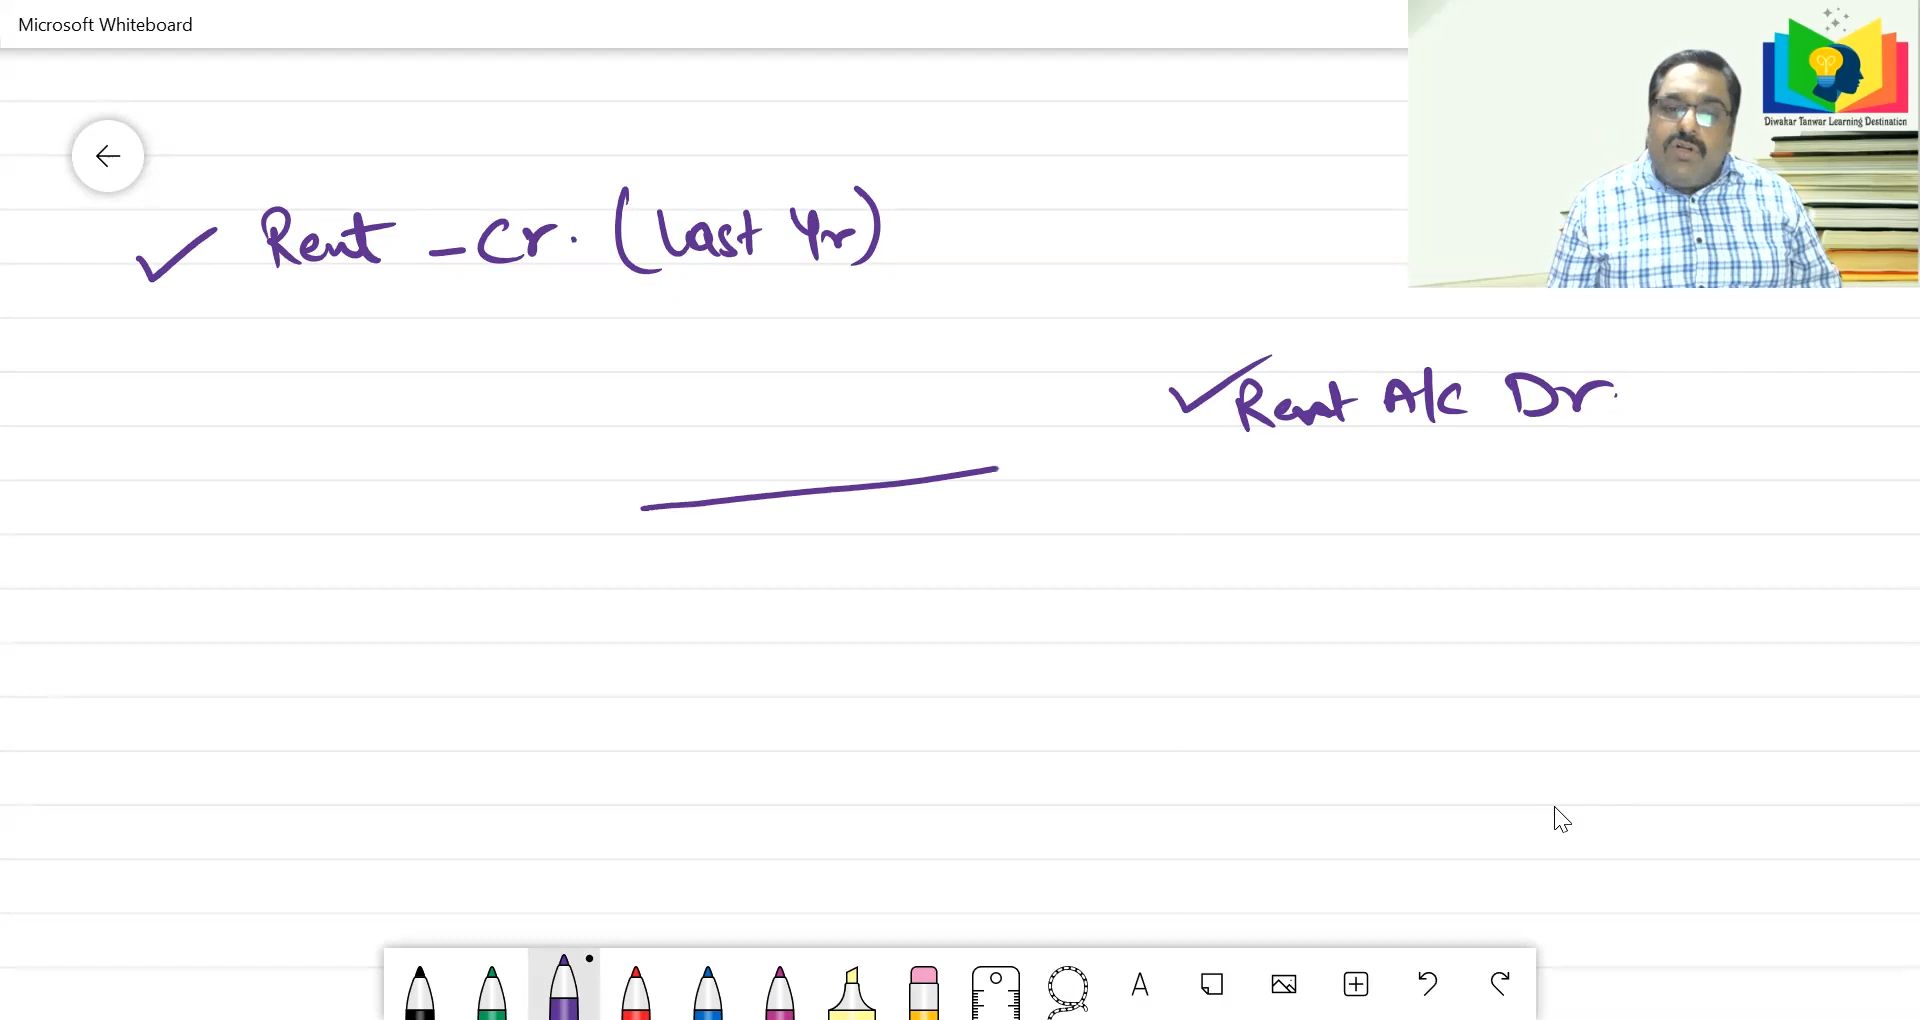 Microsoft Whiteboard
Diwakar Tanwar Learning Destination
Rent - Cr. (Last Yr)
Rent A/c Dr.
A